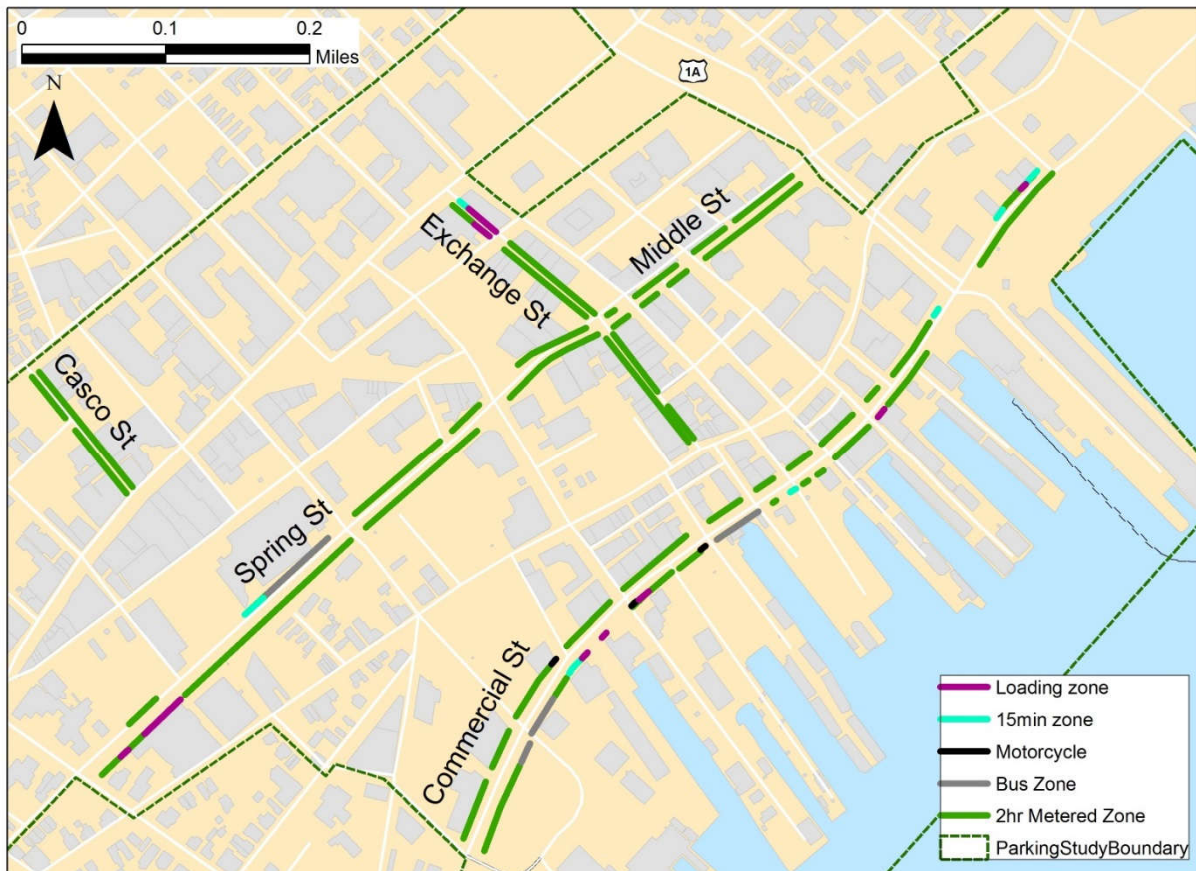 0 0.1 0.2
Miles
N
1A
Middle St
Exchange St
Casco St
Spring St
Commercial St
Loading zone
15min zone
Motorcycle
Bus Zone
2hr Metered Zone
ParkingStudyBoundary